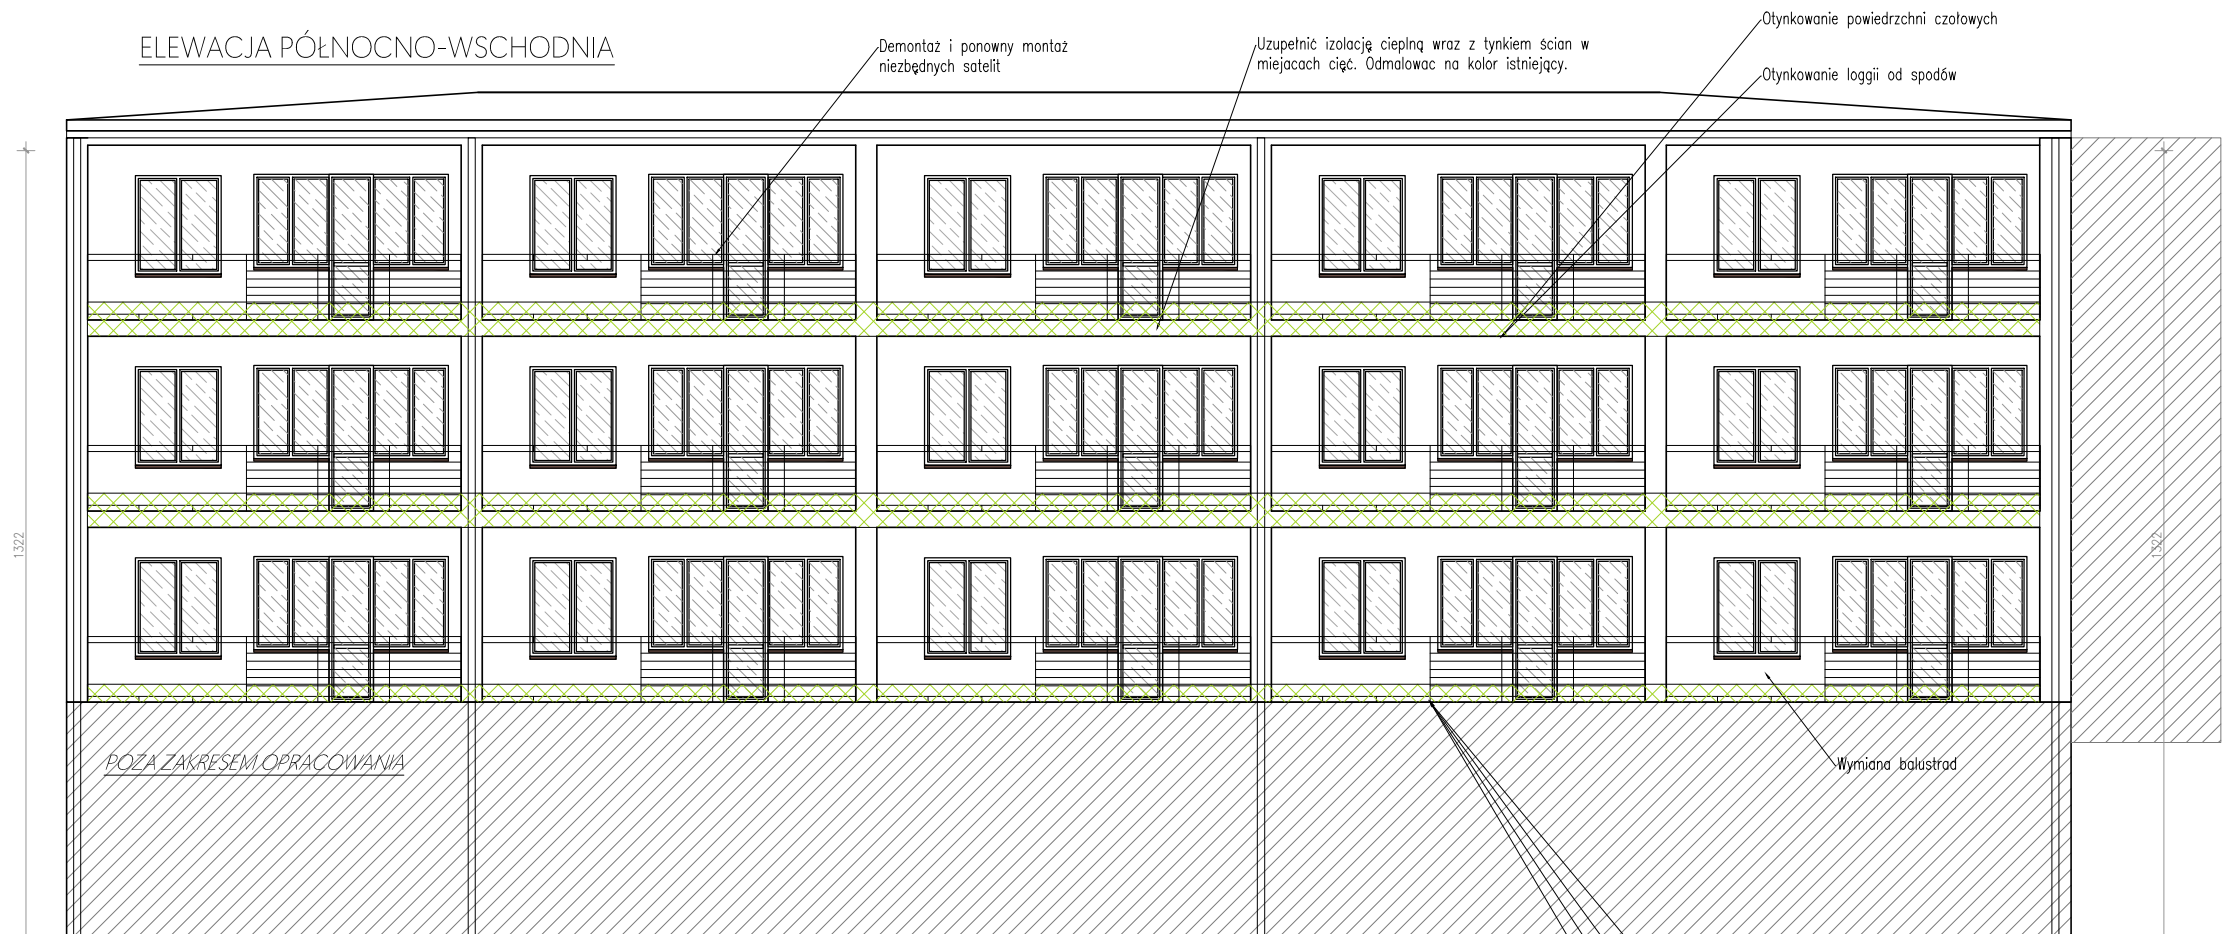 Otynkowanie powiedrzchni czołowych
ELEWACJA PÓŁNOCNO-WSCHODNIA
Demontaż i ponowny montaż
niezbędnych satelit
Uzupełnić izolację cieplną wraz z tynkiem ścian w
miejacach cięć. Odmalowac na kolor istniejący.
Otynkowanie loggii od spodów
1322
1322
POZA ZAKRESEM OPRACOWANIA
Wymiana balustrad